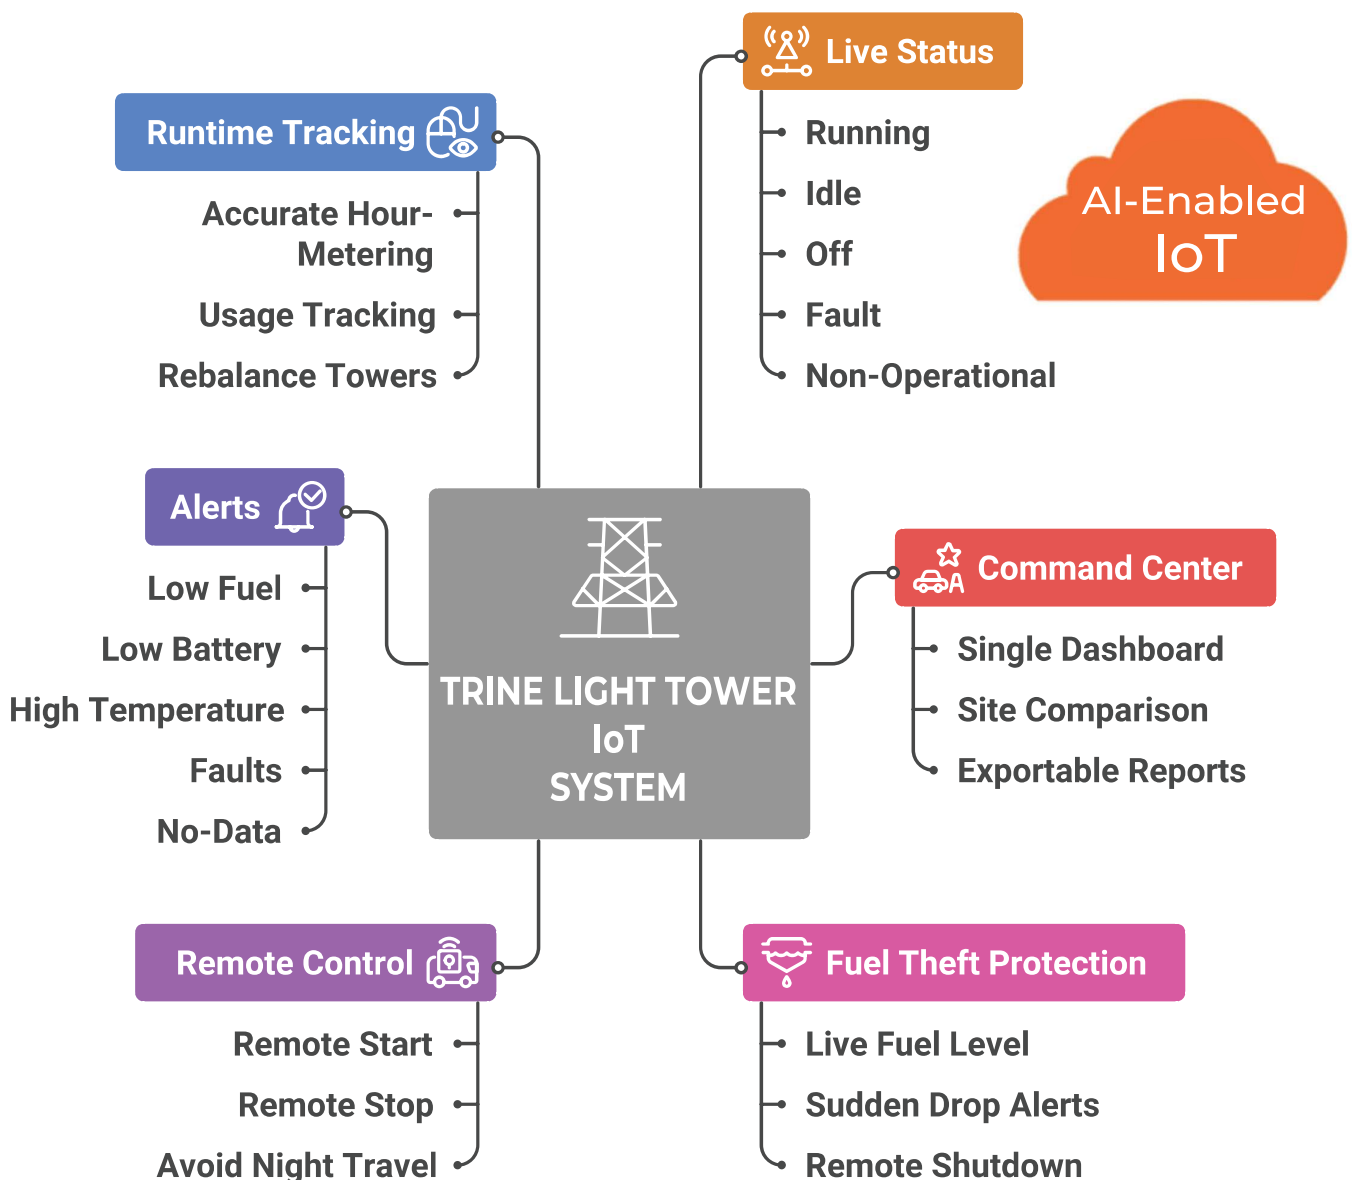 Live Status
Running
Idle
Off
Fault
Non-Operational
AI-Enabled
IoT
Runtime Tracking
Accurate Hour-
Metering
Usage Tracking
Rebalance Towers
Alerts
Low Fuel
Low Battery
High Temperature
Faults
No-Data
TRINE LIGHT TOWER
IoT
SYSTEM
Command Center
Single Dashboard
Site Comparison
Exportable Reports
Remote Control
Remote Start
Remote Stop
Avoid Night Travel
Fuel Theft Protection
Live Fuel Level
Sudden Drop Alerts
Remote Shutdown